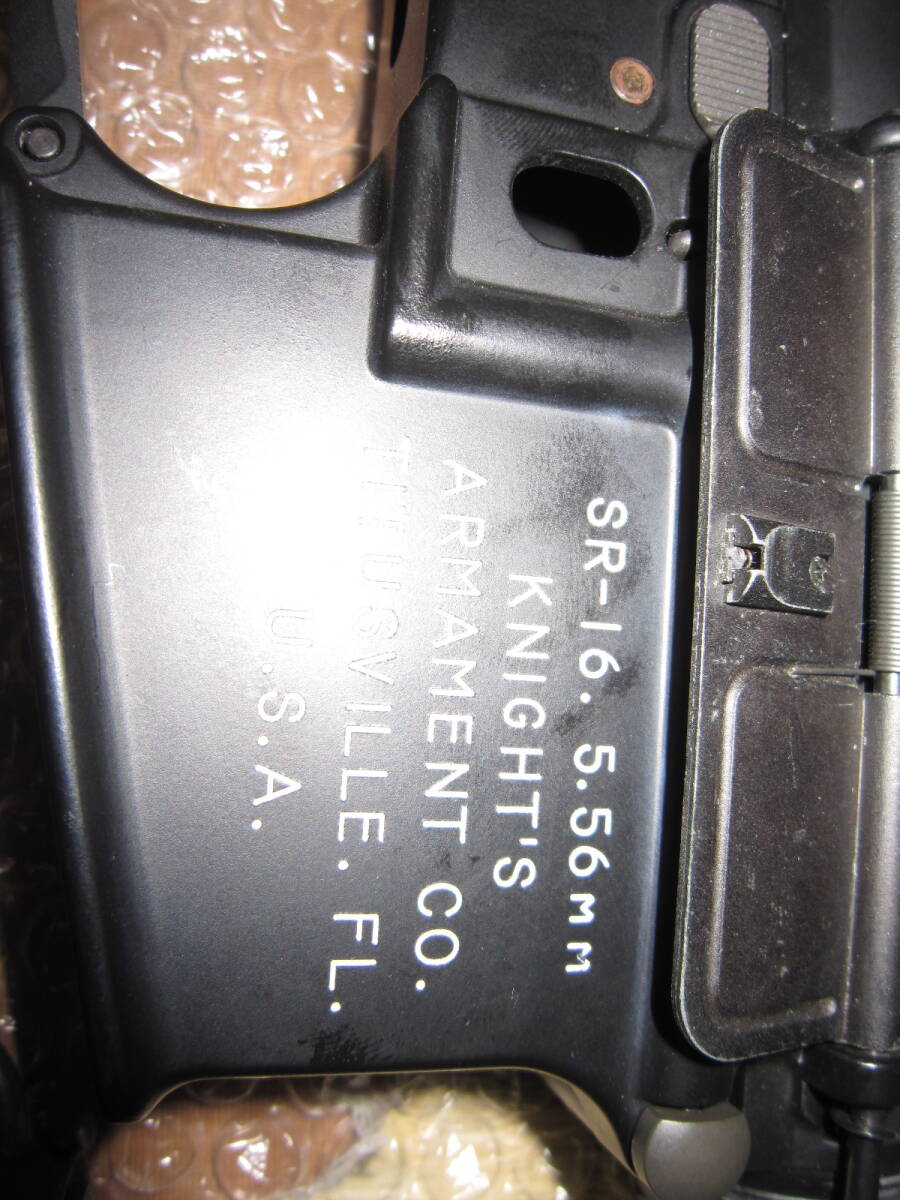 SR-16. 5.56MM
KNIGHT'S
ARMAMENT CO.
TITUSVILLE. FL.
U.S.A.